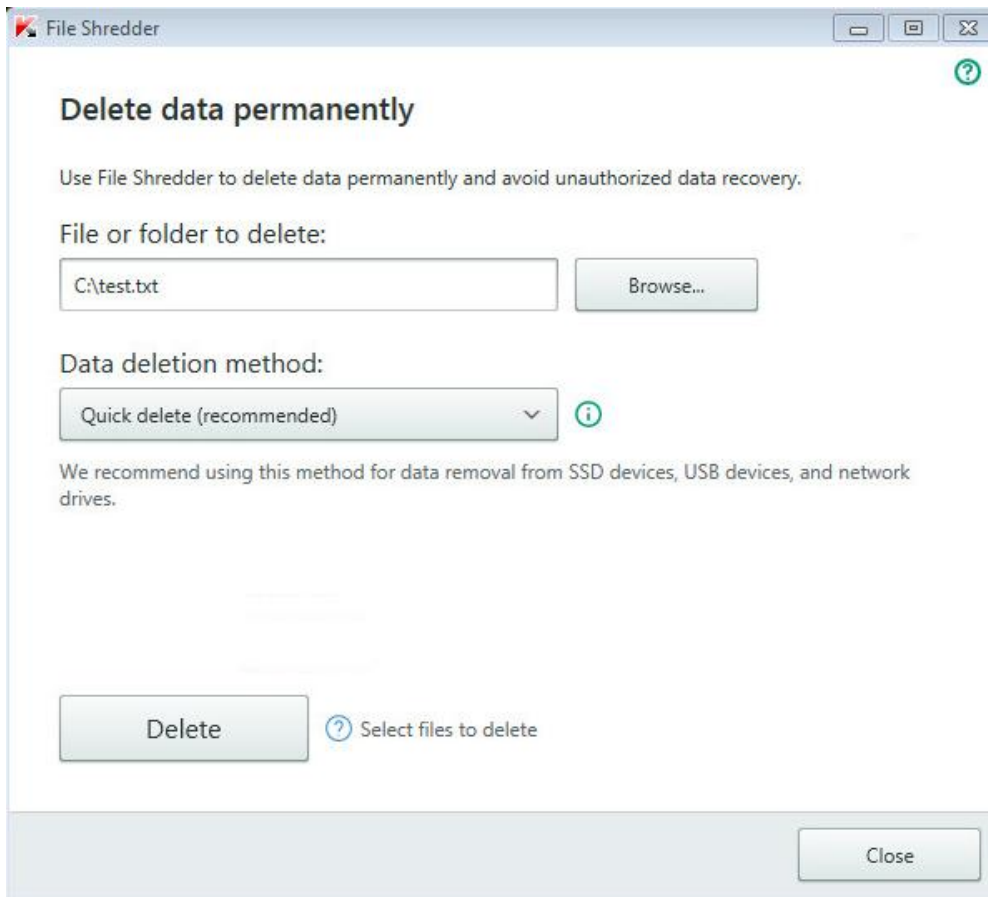 File Shredder
Delete data permanently
Use File Shredder to delete data permanently and avoid unauthorized data recovery.
File or folder to delete:
C:\test.txt
Browse...
Data deletion method:
Quick delete (recommended)
We recommend using this method for data removal from SSD devices, USB devices, and network
drives.
Delete
Select files to delete
Close